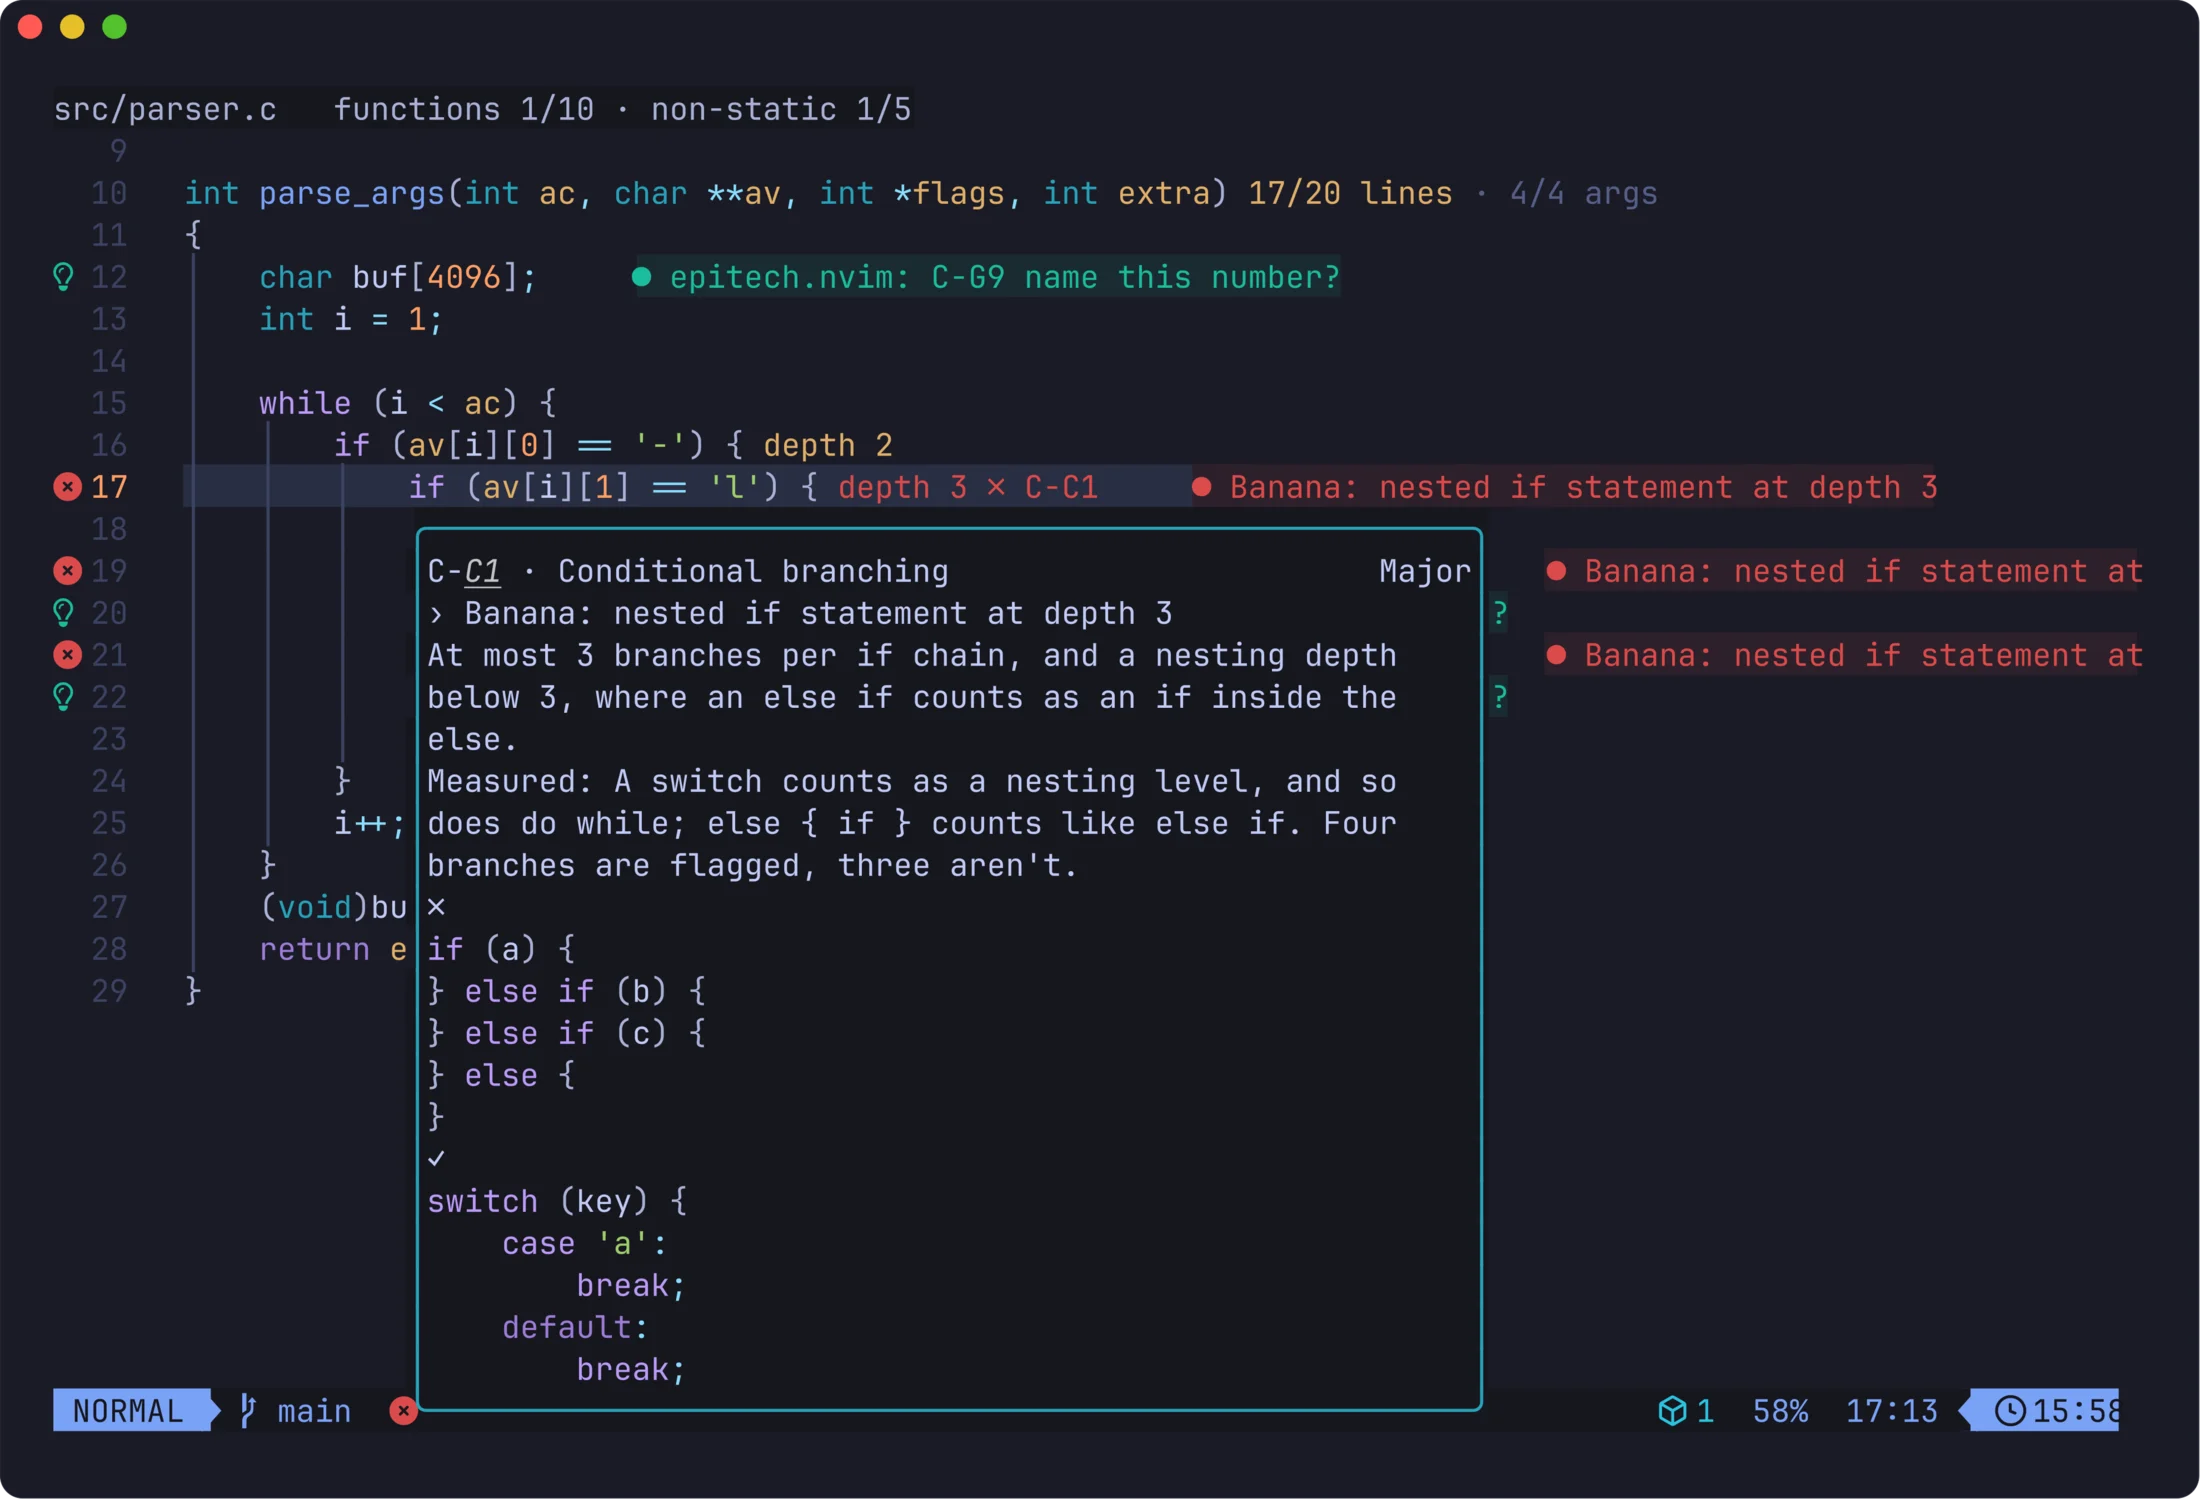 src/parser.c   functions 1/10 · non-static 1/5
9
10 int parse_args(int ac, char **av, int *flags, int extra) 17/20 lines · 4/4 args
11 {
12 char buf[4096]; ● epitech.nvim: C-G9 name this number?
13 int i = 1;
14
15 while (i < ac) {
16 if (av[i][0] == '-') { depth 2
17 if (av[i][1] == 'l') { depth 3 × C-C1 ● Banana: nested if statement at depth 3
18
19 ● Banana: nested if statement at
20 ?
21 ● Banana: nested if statement at
22 ?
23
24 }
25 i++;
26 }
27 (void)bu
28 return e
29 }
C-C1 · Conditional branching Major
› Banana: nested if statement at depth 3
At most 3 branches per if chain, and a nesting depth
below 3, where an else if counts as an if inside the
else.
Measured: A switch counts as a nesting level, and so
does do while; else { if } counts like else if. Four
branches are flagged, three aren't.
×
if (a) {
} else if (b) {
} else if (c) {
} else {
}
✓
switch (key) {
case 'a':
break;
default:
break;
NORMAL main 1 58% 17:13 15:58